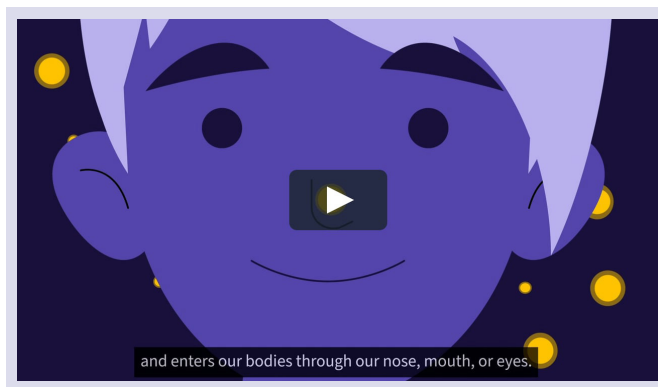 and enters our bodies through our nose, mouth, or eyes.